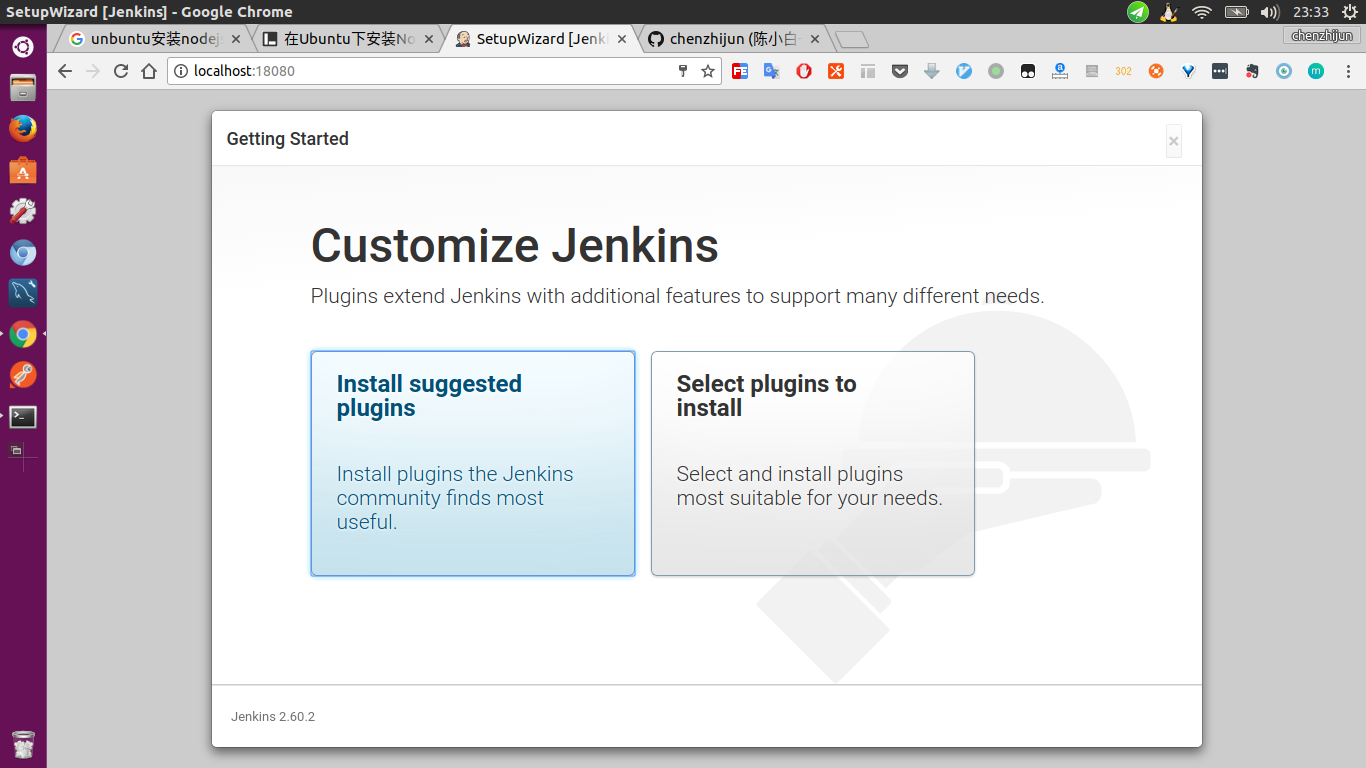 SetupWizard [Jenkins] - Google Chrome
23:33
unbuntu安装nodej
在Ubuntu下安装No
SetupWizard [Jenki
chenzhijun (陈小白
chenzhijun
localhost:18080
302
Getting Started
×
Customize Jenkins
Plugins extend Jenkins with additional features to support many different needs.
Install suggested
plugins
Install plugins the Jenkins
community finds most
useful.
Select plugins to
install
Select and install plugins
most suitable for your needs.
Jenkins 2.60.2